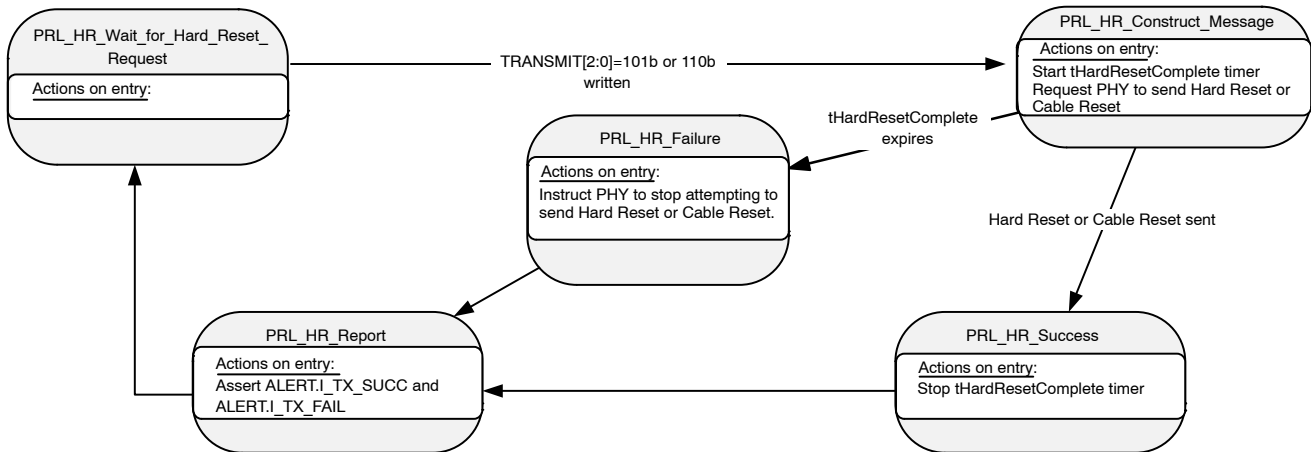 PRL_HR_Wait_for_Hard_Reset_
Request
Actions on entry:
TRANSMIT[2:0]=101b or 110b
written
PRL_HR_Construct_Message
Actions on entry:
Start tHardResetComplete timer
Request PHY to send Hard Reset or
Cable Reset
tHardResetComplete
expires
PRL_HR_Failure
Actions on entry:
Instruct PHY to stop attempting to
send Hard Reset or Cable Reset.
Hard Reset or Cable Reset sent
PRL_HR_Report
Actions on entry:
Assert ALERT.I_TX_SUCC and
ALERT.I_TX_FAIL
PRL_HR_Success
Actions on entry:
Stop tHardResetComplete timer